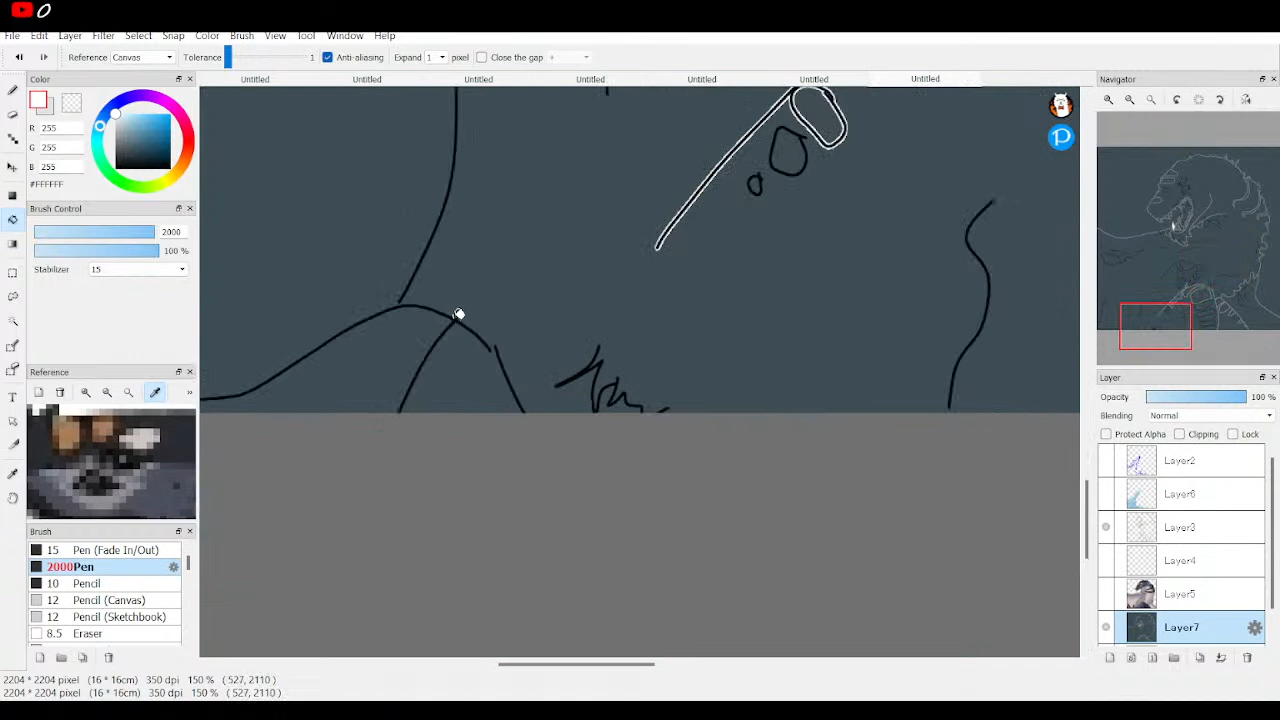 0
File Edit Layer Filter Select Snap Color Brush View Tool Window Help
Reference Canvas Tolerance 1 Anti-aliasing Expand 1 pixel Close the gap
Color
Untitled Untitled Untitled Untitled Untitled Untitled Untitled
Navigator
R 255
G 255
B 255
#FFFFFF
Brush Control
2000
100 %
Stabilizer 15
Reference
Layer
Opacity 100 %
Blending Normal
Protect Alpha Clipping Lock
Layer2
Layer6
Layer3
Layer4
Layer5
Layer7
Brush
15 Pen (Fade In/Out)
2000 Pen
10 Pencil
12 Pencil (Canvas)
12 Pencil (Sketchbook)
8.5 Eraser
2204 * 2204 pixel (16 * 16cm) 350 dpi 150 % ( 527, 2110 )
2204 * 2204 pixel (16 * 16cm) 350 dpi 150 % ( 527, 2110 )